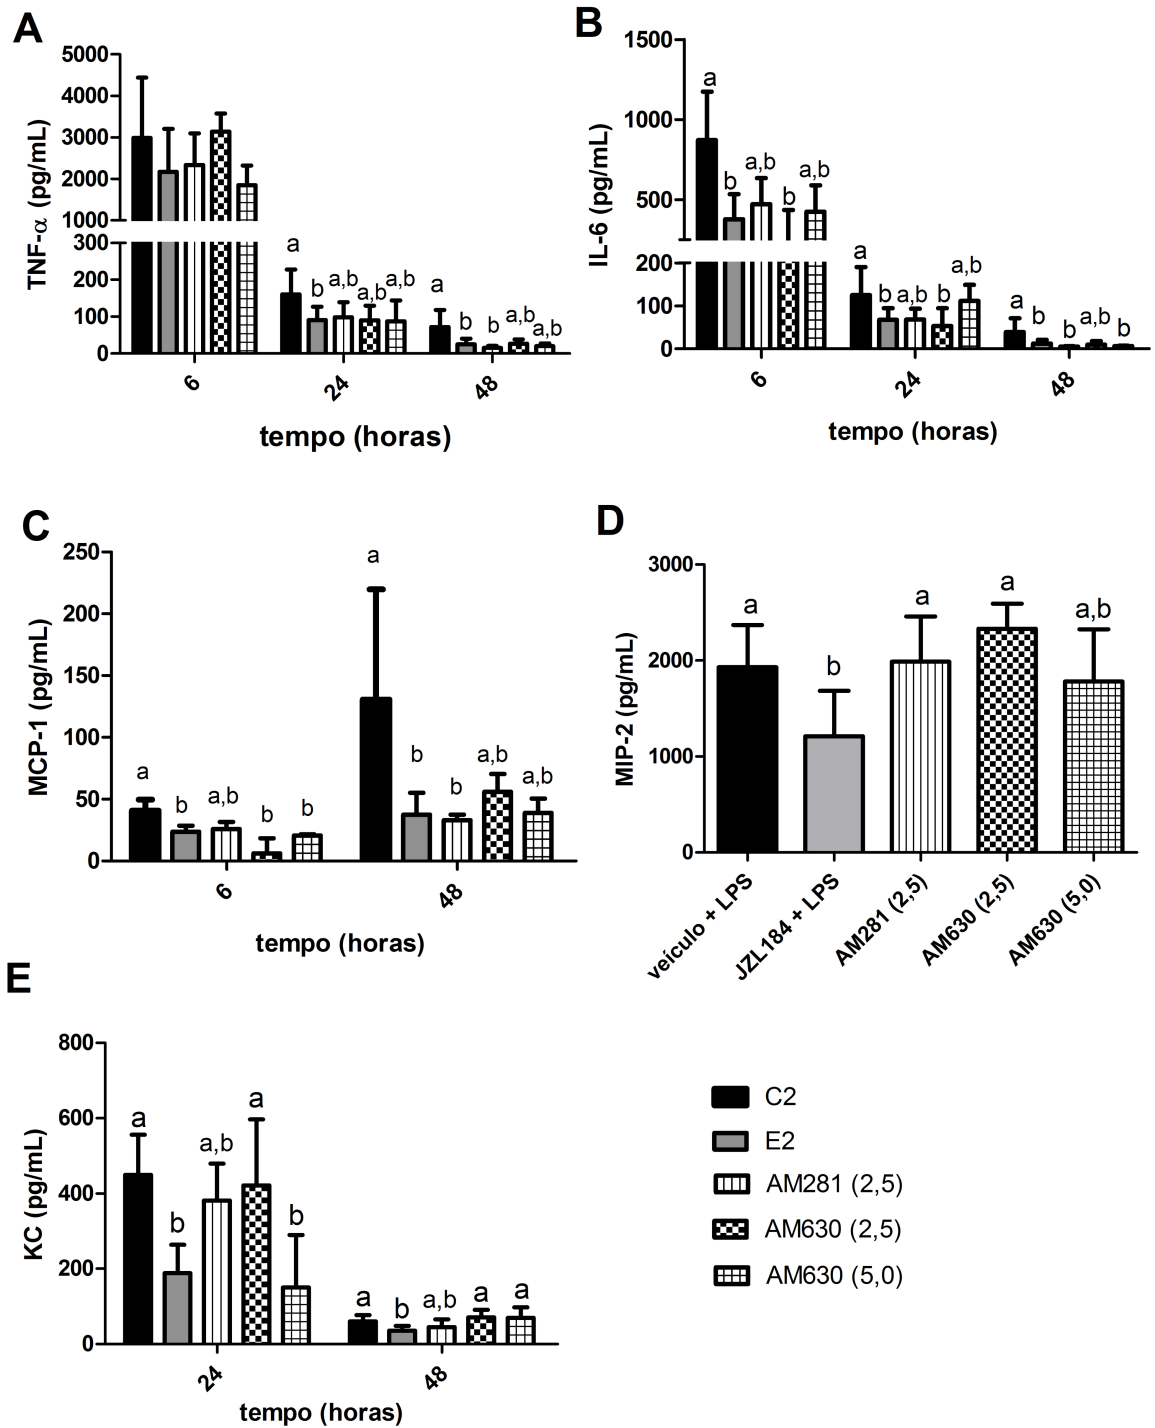 A
TNF-α (pg/mL)
5000
4000
3000
2000
1000
300
200
100
0
a
b
a,b
a,b
a,b
a
b
b
a,b
a,b
6
24
48
tempo (horas)
B
IL-6 (pg/mL)
1500
1000
500
200
100
0
a
b
a,b
b
a,b
a
b
a,b
b
a,b
a
b
b
a,b
b
6
24
48
tempo (horas)
C
MCP-1 (pg/mL)
250
200
150
100
50
0
a
b
a,b
b
b
a
b
b
a,b
a,b
6
48
tempo (horas)
D
MIP-2 (pg/mL)
3000
2000
1000
0
a
b
a
a
a,b
veículo + LPS
JZL184 + LPS
AM281 (2,5)
AM630 (2,5)
AM630 (5,0)
E
KC (pg/mL)
800
600
400
200
0
a
b
a,b
a
b
a
b
a,b
a
a
24
48
tempo (horas)
C2
E2
AM281 (2,5)
AM630 (2,5)
AM630 (5,0)